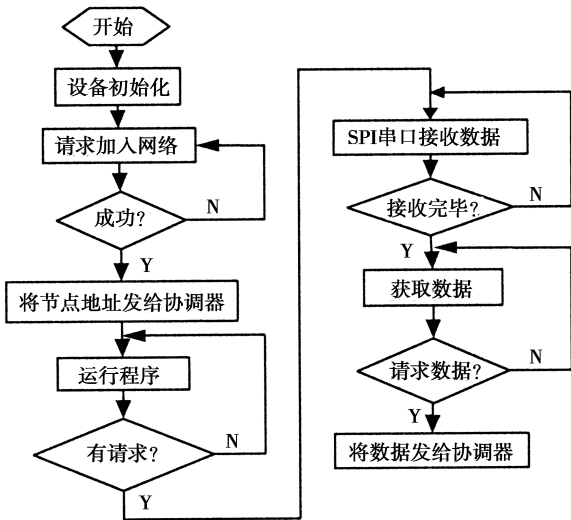 开始
设备初始化
请求加入网络
成功?
N
Y
将节点地址发给协调器
运行程序
有请求?
N
Y
SPI串口接收数据
接收完毕?
N
Y
获取数据
请求数据?
N
Y
将数据发给协调器